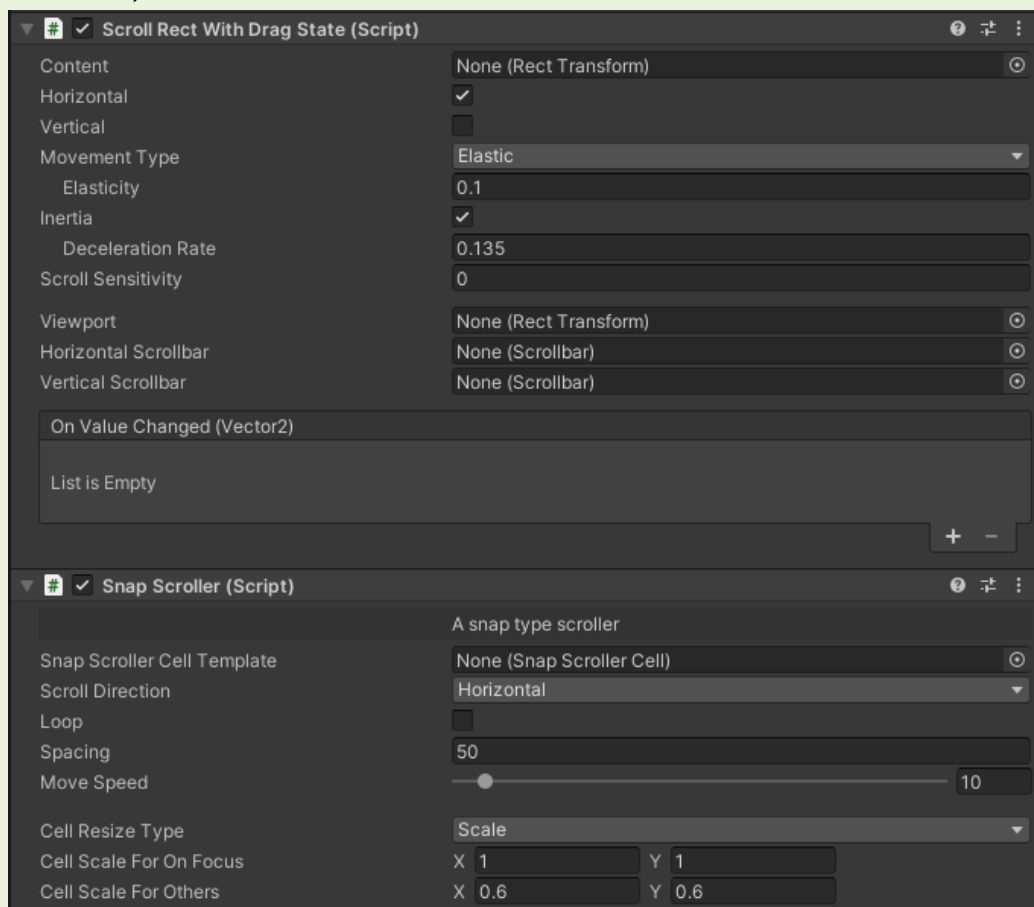 # Scroll Rect With Drag State (Script)
Content None (Rect Transform)
Horizontal
Vertical
Movement Type Elastic
Elasticity 0.1
Inertia
Deceleration Rate 0.135
Scroll Sensitivity 0
Viewport None (Rect Transform)
Horizontal Scrollbar None (Scrollbar)
Vertical Scrollbar None (Scrollbar)
On Value Changed (Vector2)
List is Empty
+ −
# Snap Scroller (Script)
A snap type scroller
Snap Scroller Cell Template None (Snap Scroller Cell)
Scroll Direction Horizontal
Loop
Spacing 50
Move Speed 10
Cell Resize Type Scale
Cell Scale For On Focus X 1 Y 1
Cell Scale For Others X 0.6 Y 0.6